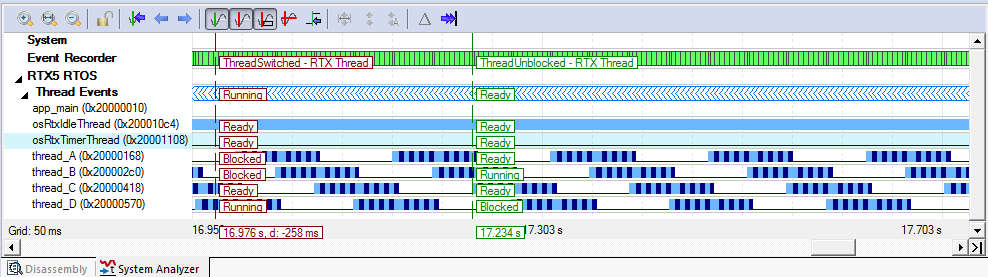 System
Event Recorder ThreadSwitched - RTX Thread ThreadUnblocked - RTX Thread
RTX5 RTOS
Thread Events Running Ready
app_main (0x20000010)
osRtxIdleThread (0x200010c4) Ready Ready
osRtxTimerThread (0x20001108) Ready Ready
thread_A (0x20000168) Blocked Ready
thread_B (0x200002c0) Blocked Running
thread_C (0x20000418) Ready Ready
thread_D (0x20000570) Running Blocked
Grid: 50 ms 16.95 16.976 s, d: -258 ms 17.234 s 17.303 s 17.703 s
Disassembly System Analyzer